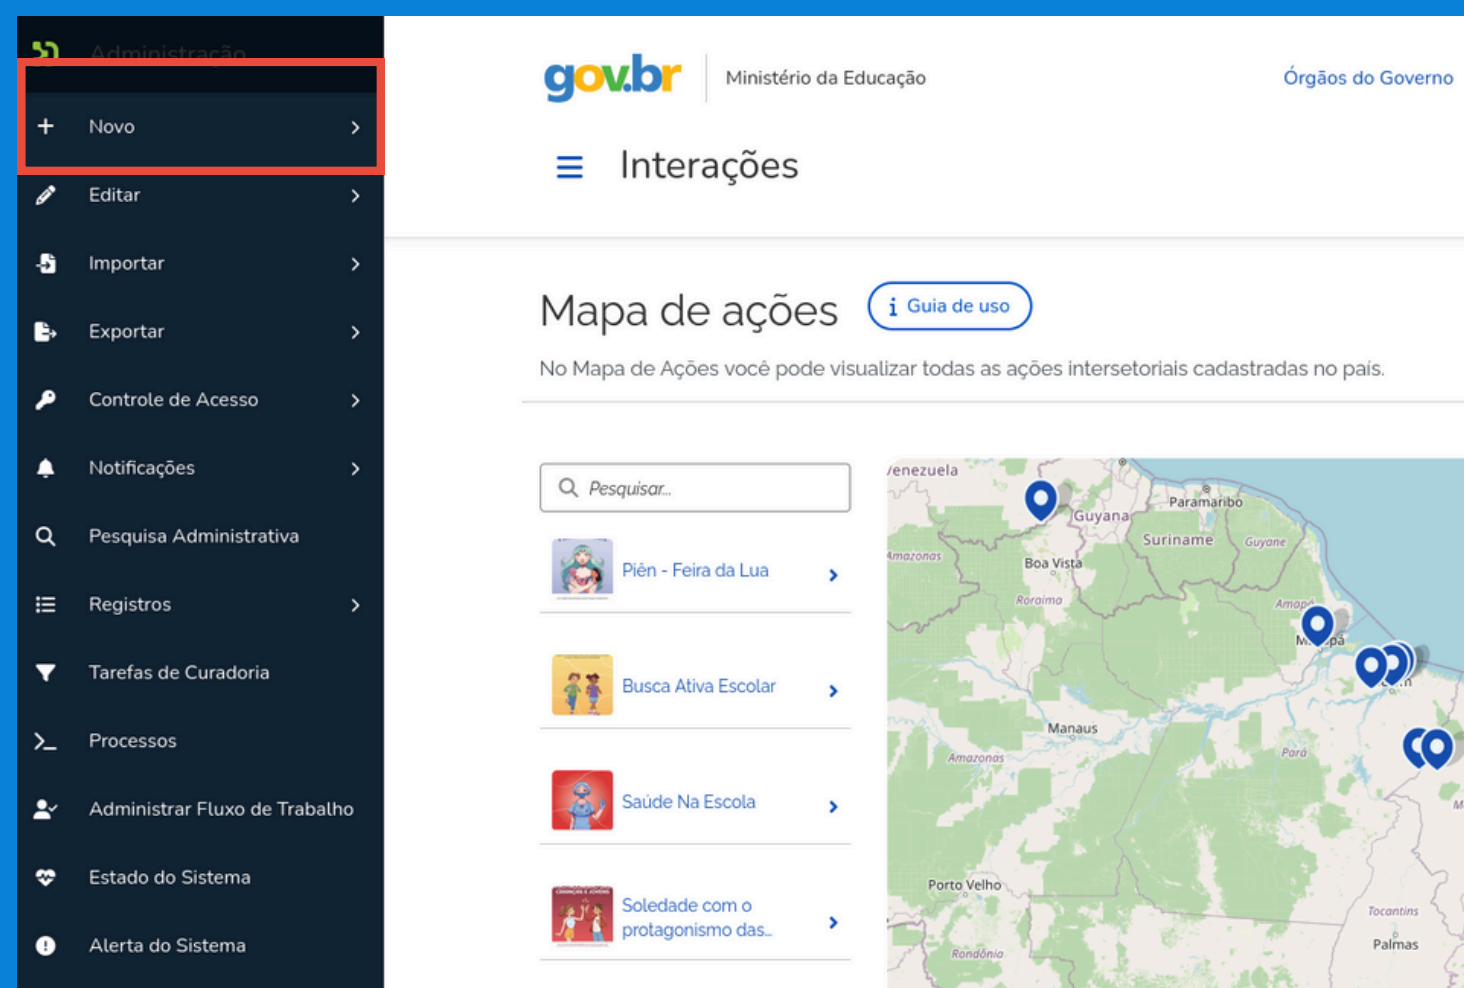 Administração
Novo
Editar
Importar
Exportar
Controle de Acesso
Notificações
Pesquisa Administrativa
Registros
Tarefas de Curadoria
Processos
Administrar Fluxo de Trabalho
Estado do Sistema
Alerta do Sistema
gov.br
Ministério da Educação
Órgãos do Governo
Interações
Mapa de ações
Guia de uso
No Mapa de Ações você pode visualizar todas as ações intersetoriais cadastradas no país.
Pesquisar...
Piên - Feira da Lua
Busca Ativa Escolar
Saúde Na Escola
Soledade com o
protagonismo das...
Venezuela
Guyana
Paramaribo
Suriname
Guyane
Amazonas
Boa Vista
Roraima
Amapá
Manaus
Amazonas
Pará
Porto Velho
Rondônia
Tocantins
Palmas